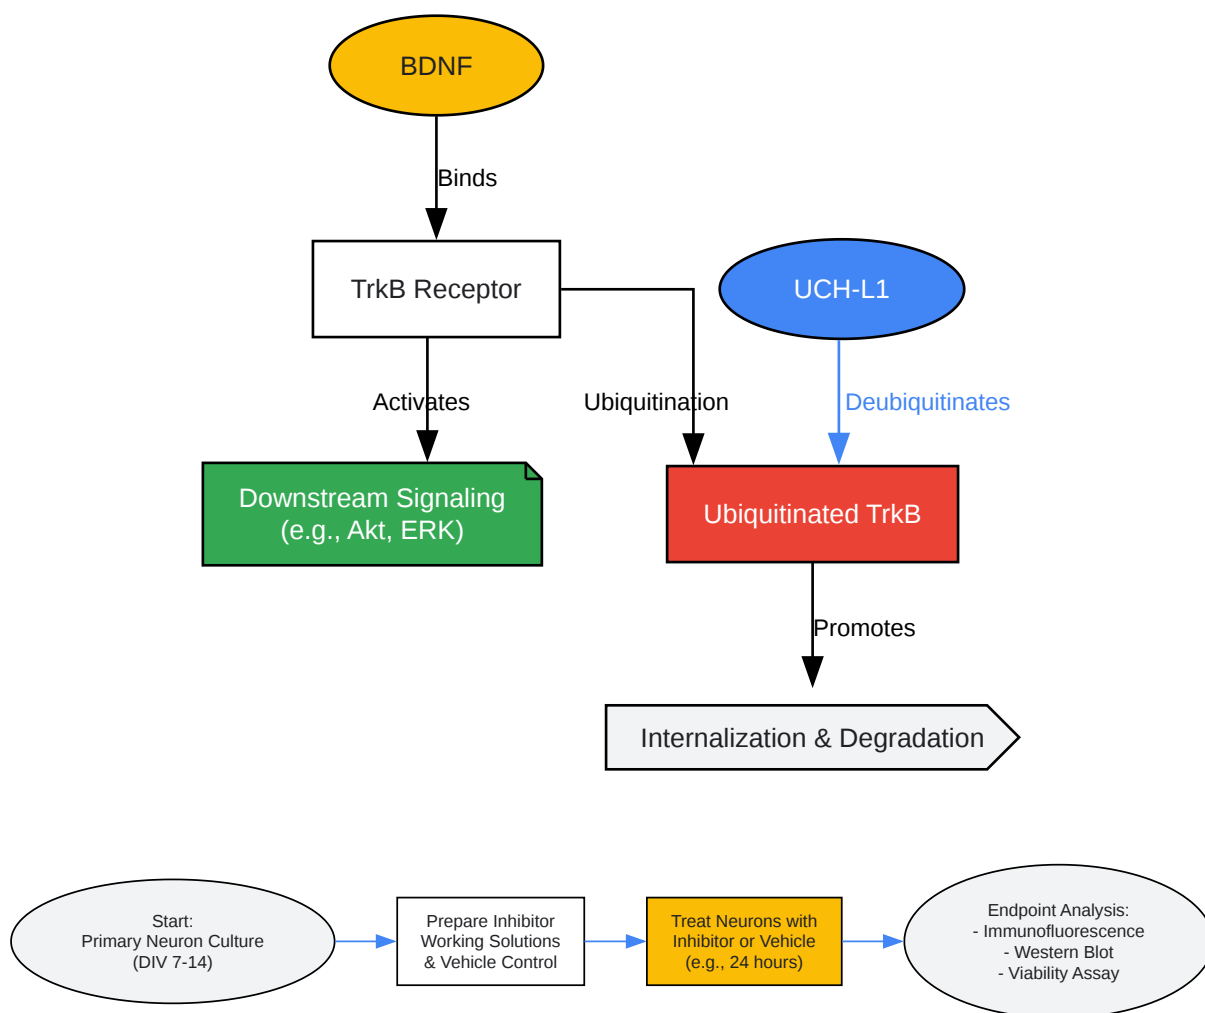 BDNF
Binds
TrkB Receptor
UCH-L1
Activates
Ubiquitination
Deubiquitinates
Downstream Signaling
(e.g., Akt, ERK)
Ubiquitinated TrkB
Promotes
Internalization & Degradation
Start:
Primary Neuron Culture
(DIV 7-14)
Prepare Inhibitor
Working Solutions
& Vehicle Control
Treat Neurons with
Inhibitor or Vehicle
(e.g., 24 hours)
Endpoint Analysis:
- Immunofluorescence
- Western Blot
- Viability Assay